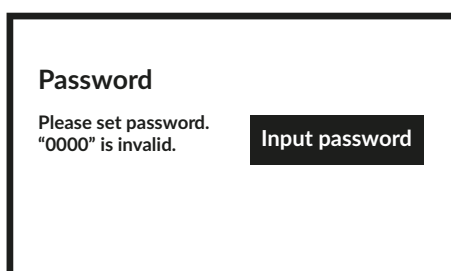 Password
Please set password.
“0000” is invalid.
Input password